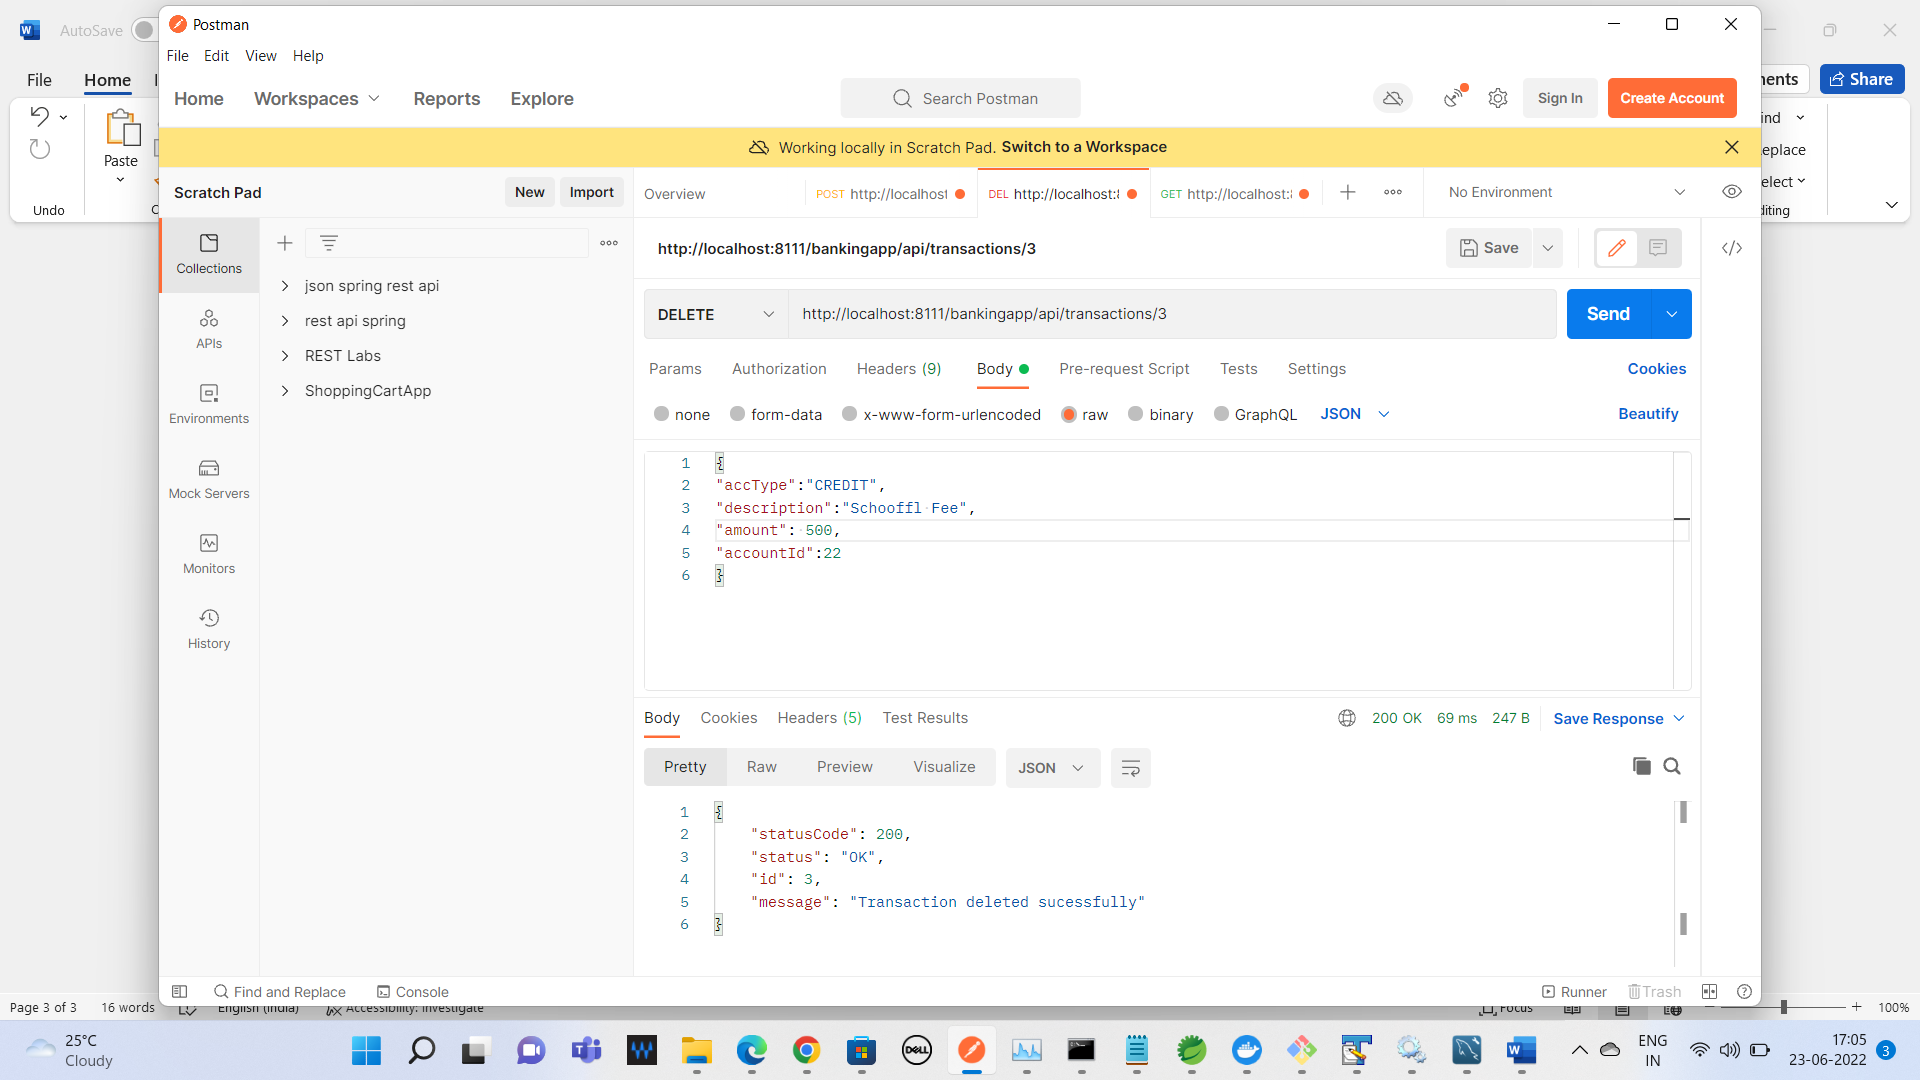 AutoSave
Postman
File Edit View Help
File Home
Home Workspaces Reports Explore
Search Postman
Sign In
Create Account
Share
Paste
Undo
Working locally in Scratch Pad. Switch to a Workspace
Scratch Pad
New
Import
Overview
POST http://localhost
DEL http://localhost:
GET http://localhost:
No Environment
Collections
APIs
Environments
Mock Servers
Monitors
History
json spring rest api
rest api spring
REST Labs
ShoppingCartApp
http://localhost:8111/bankingapp/api/transactions/3
Save
DELETE
http://localhost:8111/bankingapp/api/transactions/3
Send
Params Authorization Headers (9) Body Pre-request Script Tests Settings
Cookies
none form-data x-www-form-urlencoded raw binary GraphQL JSON
Beautify
1 {
2 "accType":"CREDIT",
3 "description":"Schooffl Fee",
4 "amount": 500,
5 "accountId":22
6 }
Body Cookies Headers (5) Test Results
200 OK 69 ms 247 B Save Response
Pretty Raw Preview Visualize JSON
1 {
2 "statusCode": 200,
3 "status": "OK",
4 "id": 3,
5 "message": "Transaction deleted sucessfully"
6 }
Find and Replace Console
Runner Trash
Page 3 of 3 16 words English (India) Accessibility: Investigate
Focus
100%
25°C
Cloudy
DELL
ENG
IN
17:05
23-06-2022
3